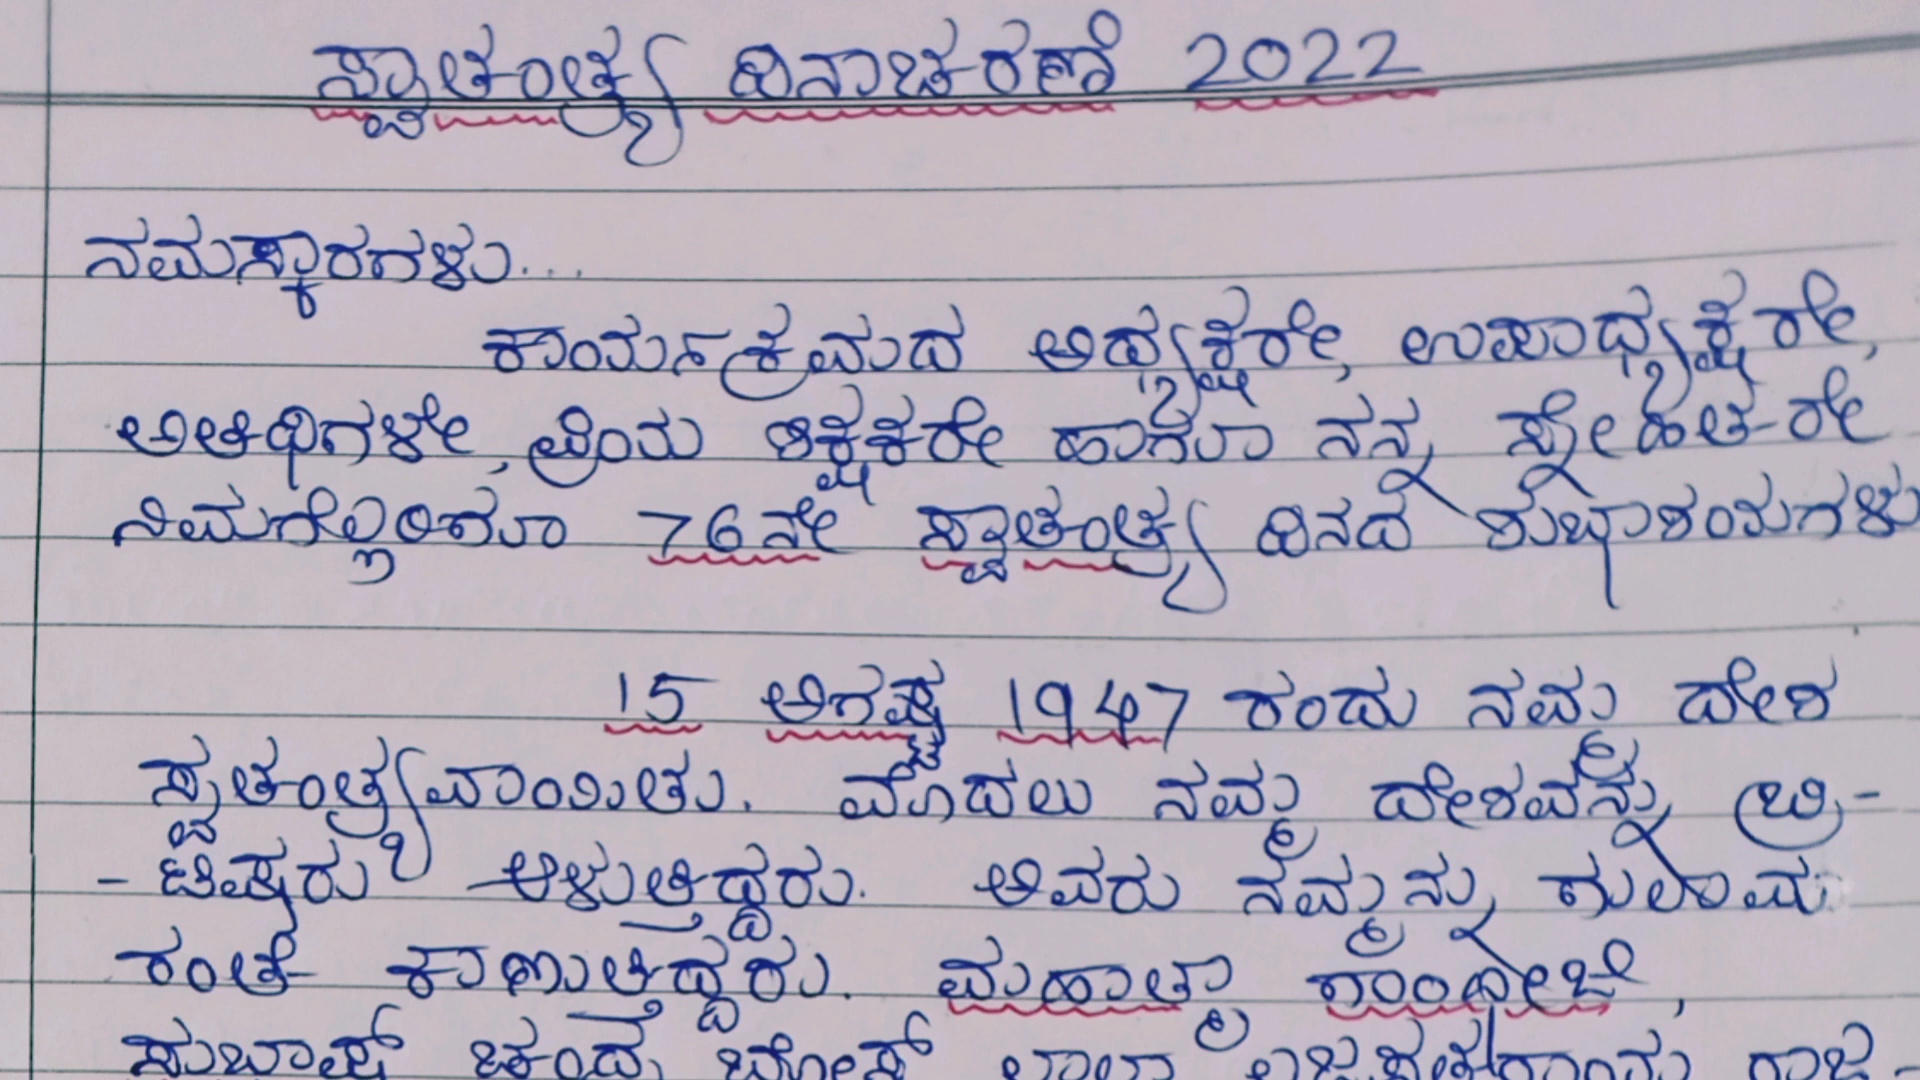 ಸ್ವಾತಂತ್ರ್ಯ ದಿನಾಚರಣೆ 2022
ನಮಸ್ಕಾರಗಳು...
ಕಾರ್ಯಕ್ರಮದ ಅಧ್ಯಕ್ಷರೇ, ಉಪಾಧ್ಯಕ್ಷರೇ,
ಅತಿಥಿಗಳೇ, ಪ್ರಿಯ ಶಿಕ್ಷಕರೇ ಹಾಗೂ ನನ್ನ ಸ್ನೇಹಿತರೇ
ನಿಮಗೆಲ್ಲರಿಗೂ 76ನೇ ಸ್ವಾತಂತ್ರ್ಯ ದಿನದ ಶುಭಾಶಯಗಳು
15 ಆಗಷ್ಟ 1947 ರಂದು ನಮ್ಮ ದೇಶ
ಸ್ವತಂತ್ರ್ಯವಾಯಿತು. ಮೊದಲು ನಮ್ಮ ದೇಶವನ್ನು ಬ್ರಿ-
- ಟಿಷರು ಆಳುತ್ತಿದ್ದರು. ಅವರು ನಮ್ಮನ್ನು ಗುಲಾಮ
ರಂತೆ ಕಾಣುತ್ತಿದ್ದರು. ಮಹಾತ್ಮಾ ಗಾಂಧೀಜಿ,
ಸುಭಾಷ್ ಚಂದ್ರ ಬೋಸ್ ಲಾಲಾ